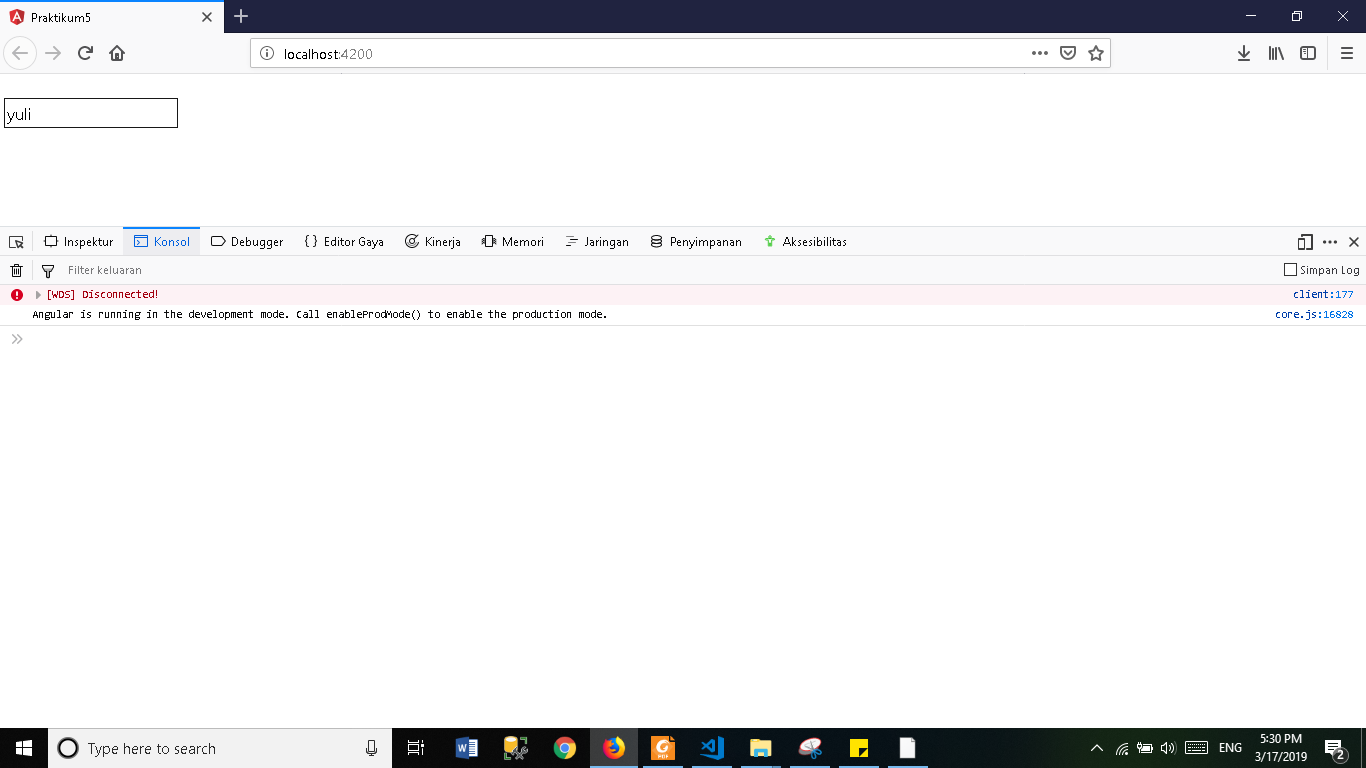 Praktikum5
localhost:4200
yuli
Inspektur Konsol Debugger Editor Gaya Kinerja Memori Jaringan Penyimpanan Aksesibilitas
Filter keluaran Simpan Log
[WDS] Disconnected! client:177
Angular is running in the development mode. Call enableProdMode() to enable the production mode. core.js:16828
Type here to search
ENG
5:30 PM
3/17/2019
2
PDF